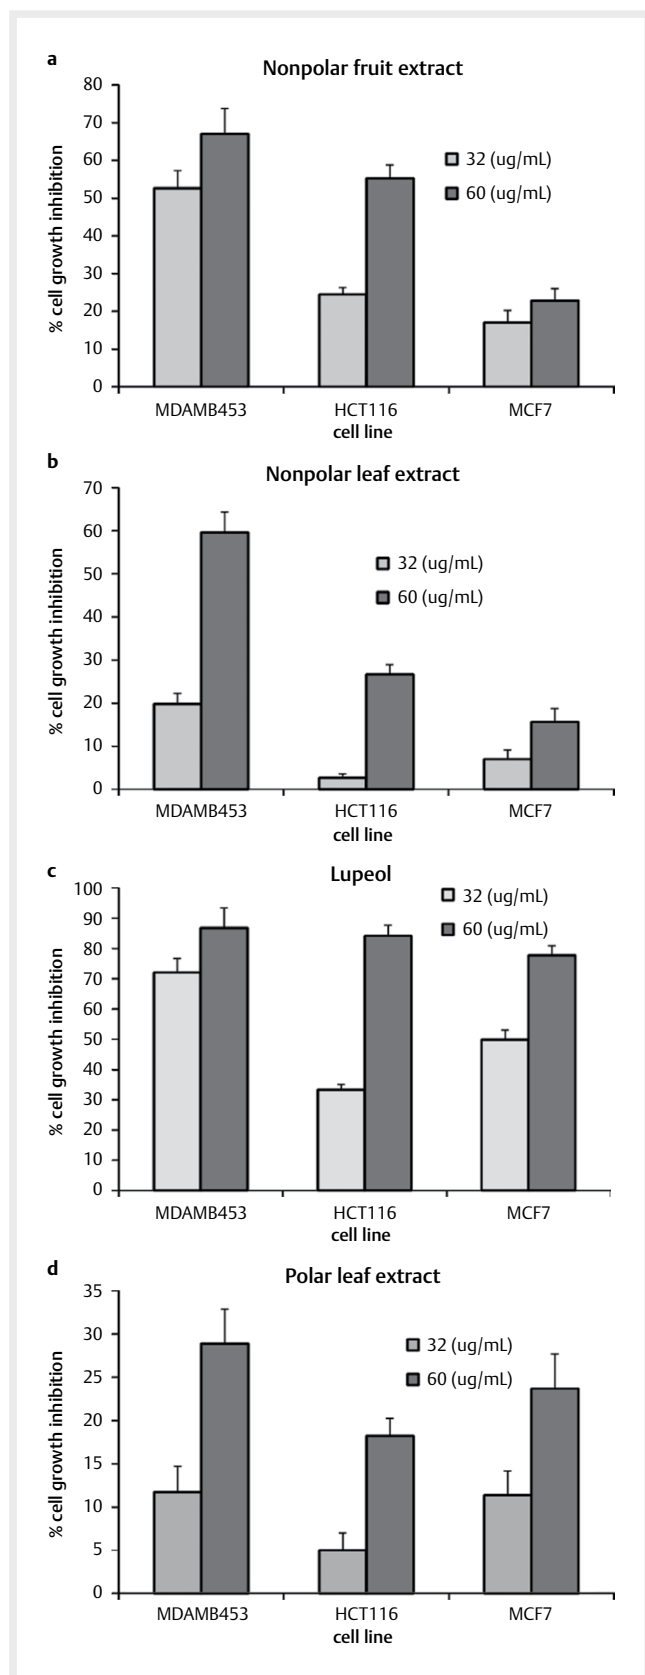 a
Nonpolar fruit extract
80
70
60
50
40
30
20
10
0
% cell growth inhibition
32 (ug/mL)
60 (ug/mL)
MDAMB453 HCT116 MCF7
cell line
b
Nonpolar leaf extract
70
60
50
40
30
20
10
0
% cell growth inhibition
32 (ug/mL)
60 (ug/mL)
MDAMB453 HCT116 MCF7
cell line
c
Lupeol
100
90
80
70
60
50
40
30
20
10
0
% cell growth inhibition
32 (ug/mL)
60 (ug/mL)
MDAMB453 HCT116 MCF7
cell line
d
Polar leaf extract
35
30
25
20
15
10
5
0
% cell growth inhibition
32 (ug/mL)
60 (ug/mL)
MDAMB453 HCT116 MCF7
cell line